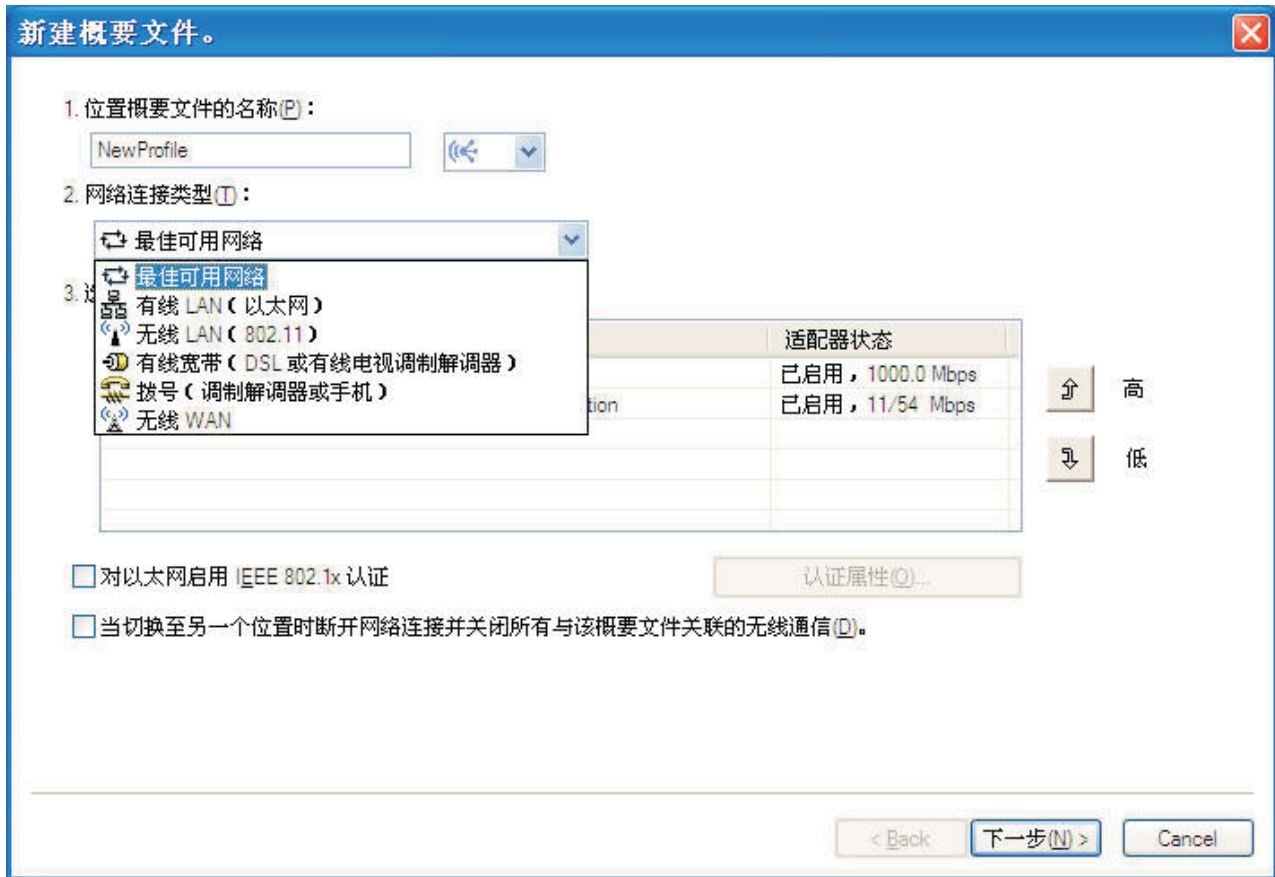 新建概要文件。
1. 位置概要文件的名称(P)：
NewProfile
2. 网络连接类型(T)：
最佳可用网络
最佳可用网络
3.
有线 LAN（以太网）
无线 LAN（802.11）
适配器状态
有线宽带（DSL 或有线电视调制解调器）
已启用，1000.0 Mbps
高
拨号（调制解调器或手机）
tion
已启用，11/54 Mbps
无线 WAN
低
对以太网启用 IEEE 802.1x 认证
认证属性(O)...
当切换至另一个位置时断开网络连接并关闭所有与该概要文件关联的无线通信(D)。
< Back
下一步(N) >
Cancel